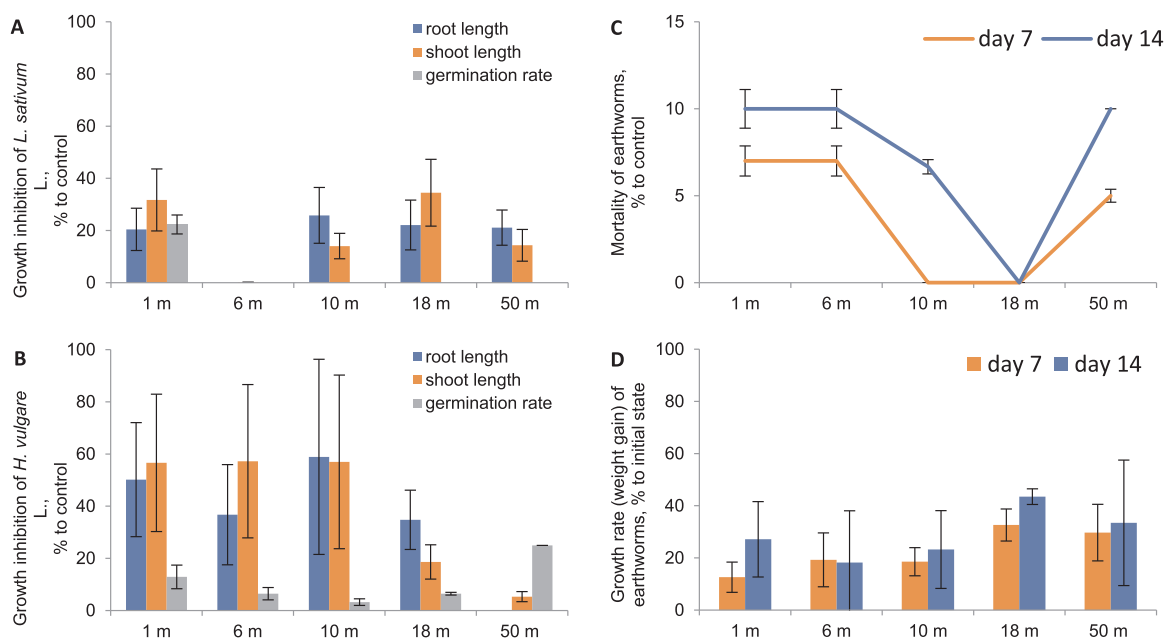 A
Growth inhibition of L. sativum
L.,
% to control
100
80
60
40
20
0
root length
shoot length
germination rate
1 m 6 m 10 m 18 m 50 m
B
Growth inhibition of H. vulgare
L.,
% to control
100
80
60
40
20
0
root length
shoot length
germination rate
1 m 6 m 10 m 18 m 50 m
C
Mortality of earthworms,
% to control
15
10
5
0
day 7 day 14
1 m 6 m 10 m 18 m 50 m
D
Growth rate (weight gain) of
earthworms, % to initial state
100
80
60
40
20
0
day 7 day 14
1 m 6 m 10 m 18 m 50 m